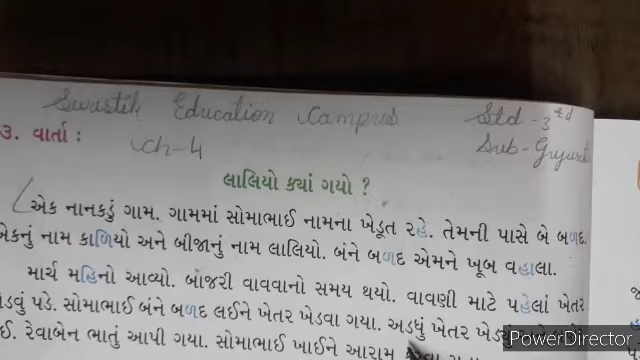 Swastik Education Campus Std - 3rd
૩. વાર્તા : Ch-4 Sub-Gujarati
લાલિયો ક્યાં ગયો ?
એક નાનકડું ગામ. ગામમાં સોમાભાઈ નામના ખેડૂત રહે. તેમની પાસે બે બળદ.
એકનું નામ કાળિયો અને બીજાનું નામ લાલિયો. બંને બળદ એમને ખૂબ વહાલા.
માર્ચ મહિનો આવ્યો. બાજરી વાવવાનો સમય થયો. વાવણી માટે પહેલાં ખેતર
ખેડવું પડે. સોમાભાઈ બંને બળદ લઈને ખેતર ખેડવા ગયા. અડધું ખેતર
રેવાબેન ભાતું આપી ગયા. સોમાભાઈ ખાઈને આરામ
PowerDirector